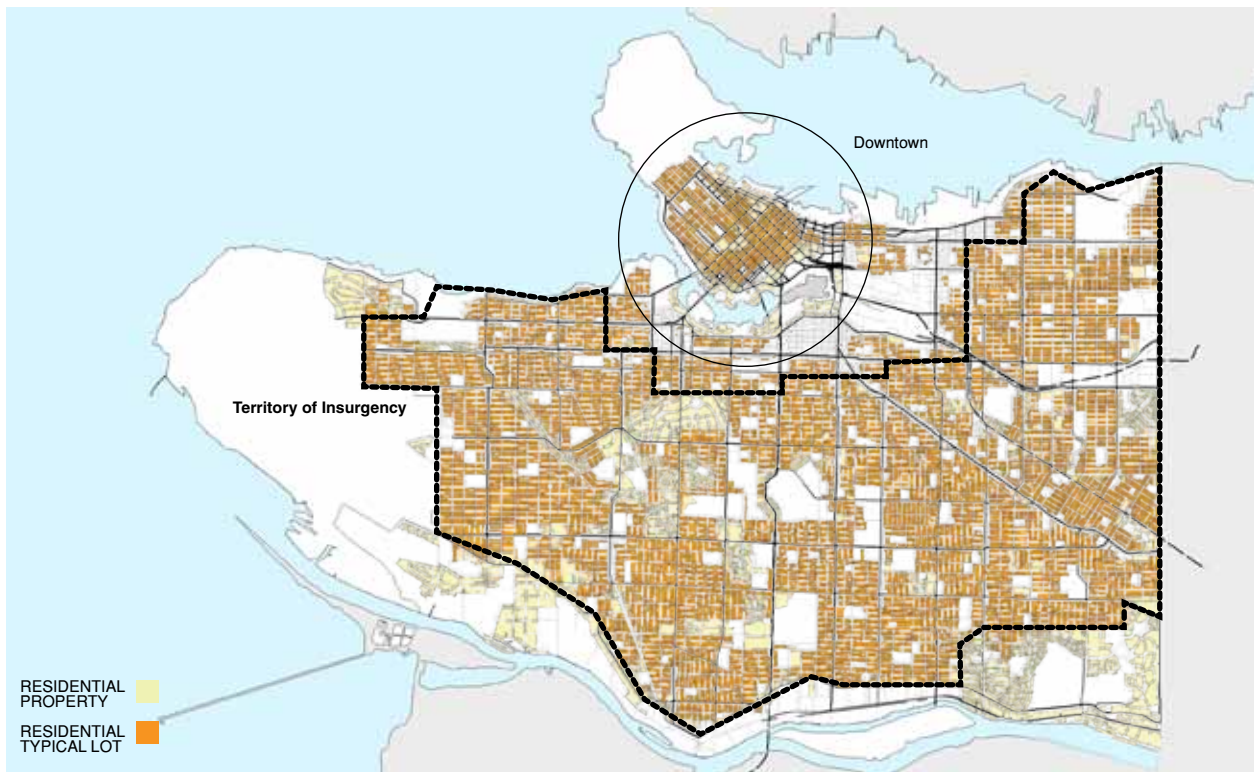 Downtown
Territory of Insurgency
RESIDENTIAL
PROPERTY
RESIDENTIAL
TYPICAL LOT